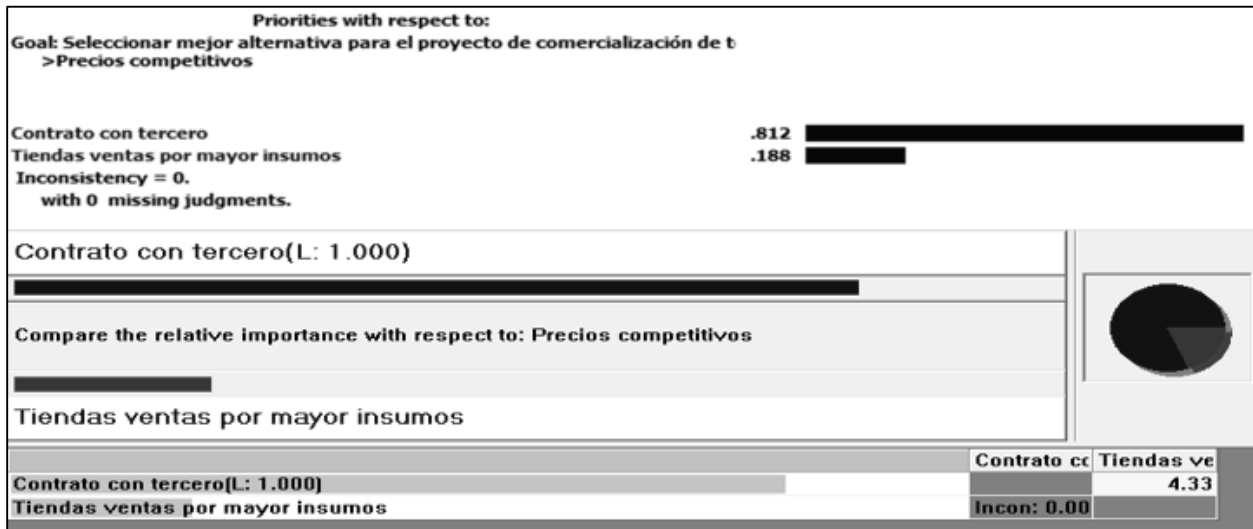 Priorities with respect to:
Goal: Seleccionar mejor alternativa para el proyecto de comercialización de t
>Precios competitivos
Contrato con tercero .812
Tiendas ventas por mayor insumos .188
Inconsistency = 0.
with 0 missing judgments.
Contrato con tercero(L: 1.000)
Compare the relative importance with respect to: Precios competitivos
Tiendas ventas por mayor insumos
Contrato cc Tiendas ve
Contrato con tercero(L: 1.000) 4.33
Tiendas ventas por mayor insumos Incon: 0.00